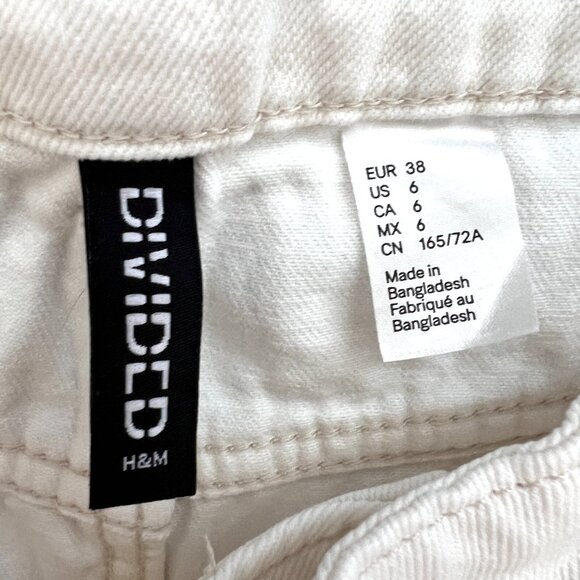 DIVIDED
H&M
EUR 38
US 6
CA 6
MX 6
CN 165/72A
Made in
Bangladesh
Fabriqué au
Bangladesh